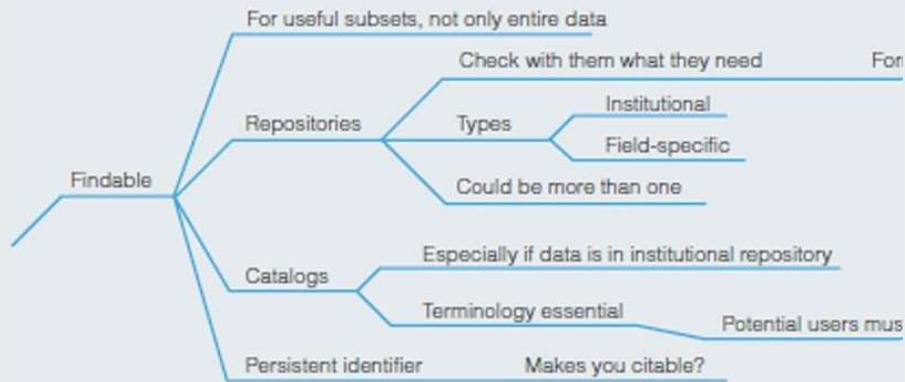 For useful subsets, not only entire data
Check with them what they need
For
Institutional
Repositories
Types
Field-specific
Findable
Could be more than one
Especially if data is in institutional repository
Catalogs
Terminology essential
Potential users mus
Persistent identifier
Makes you citable?